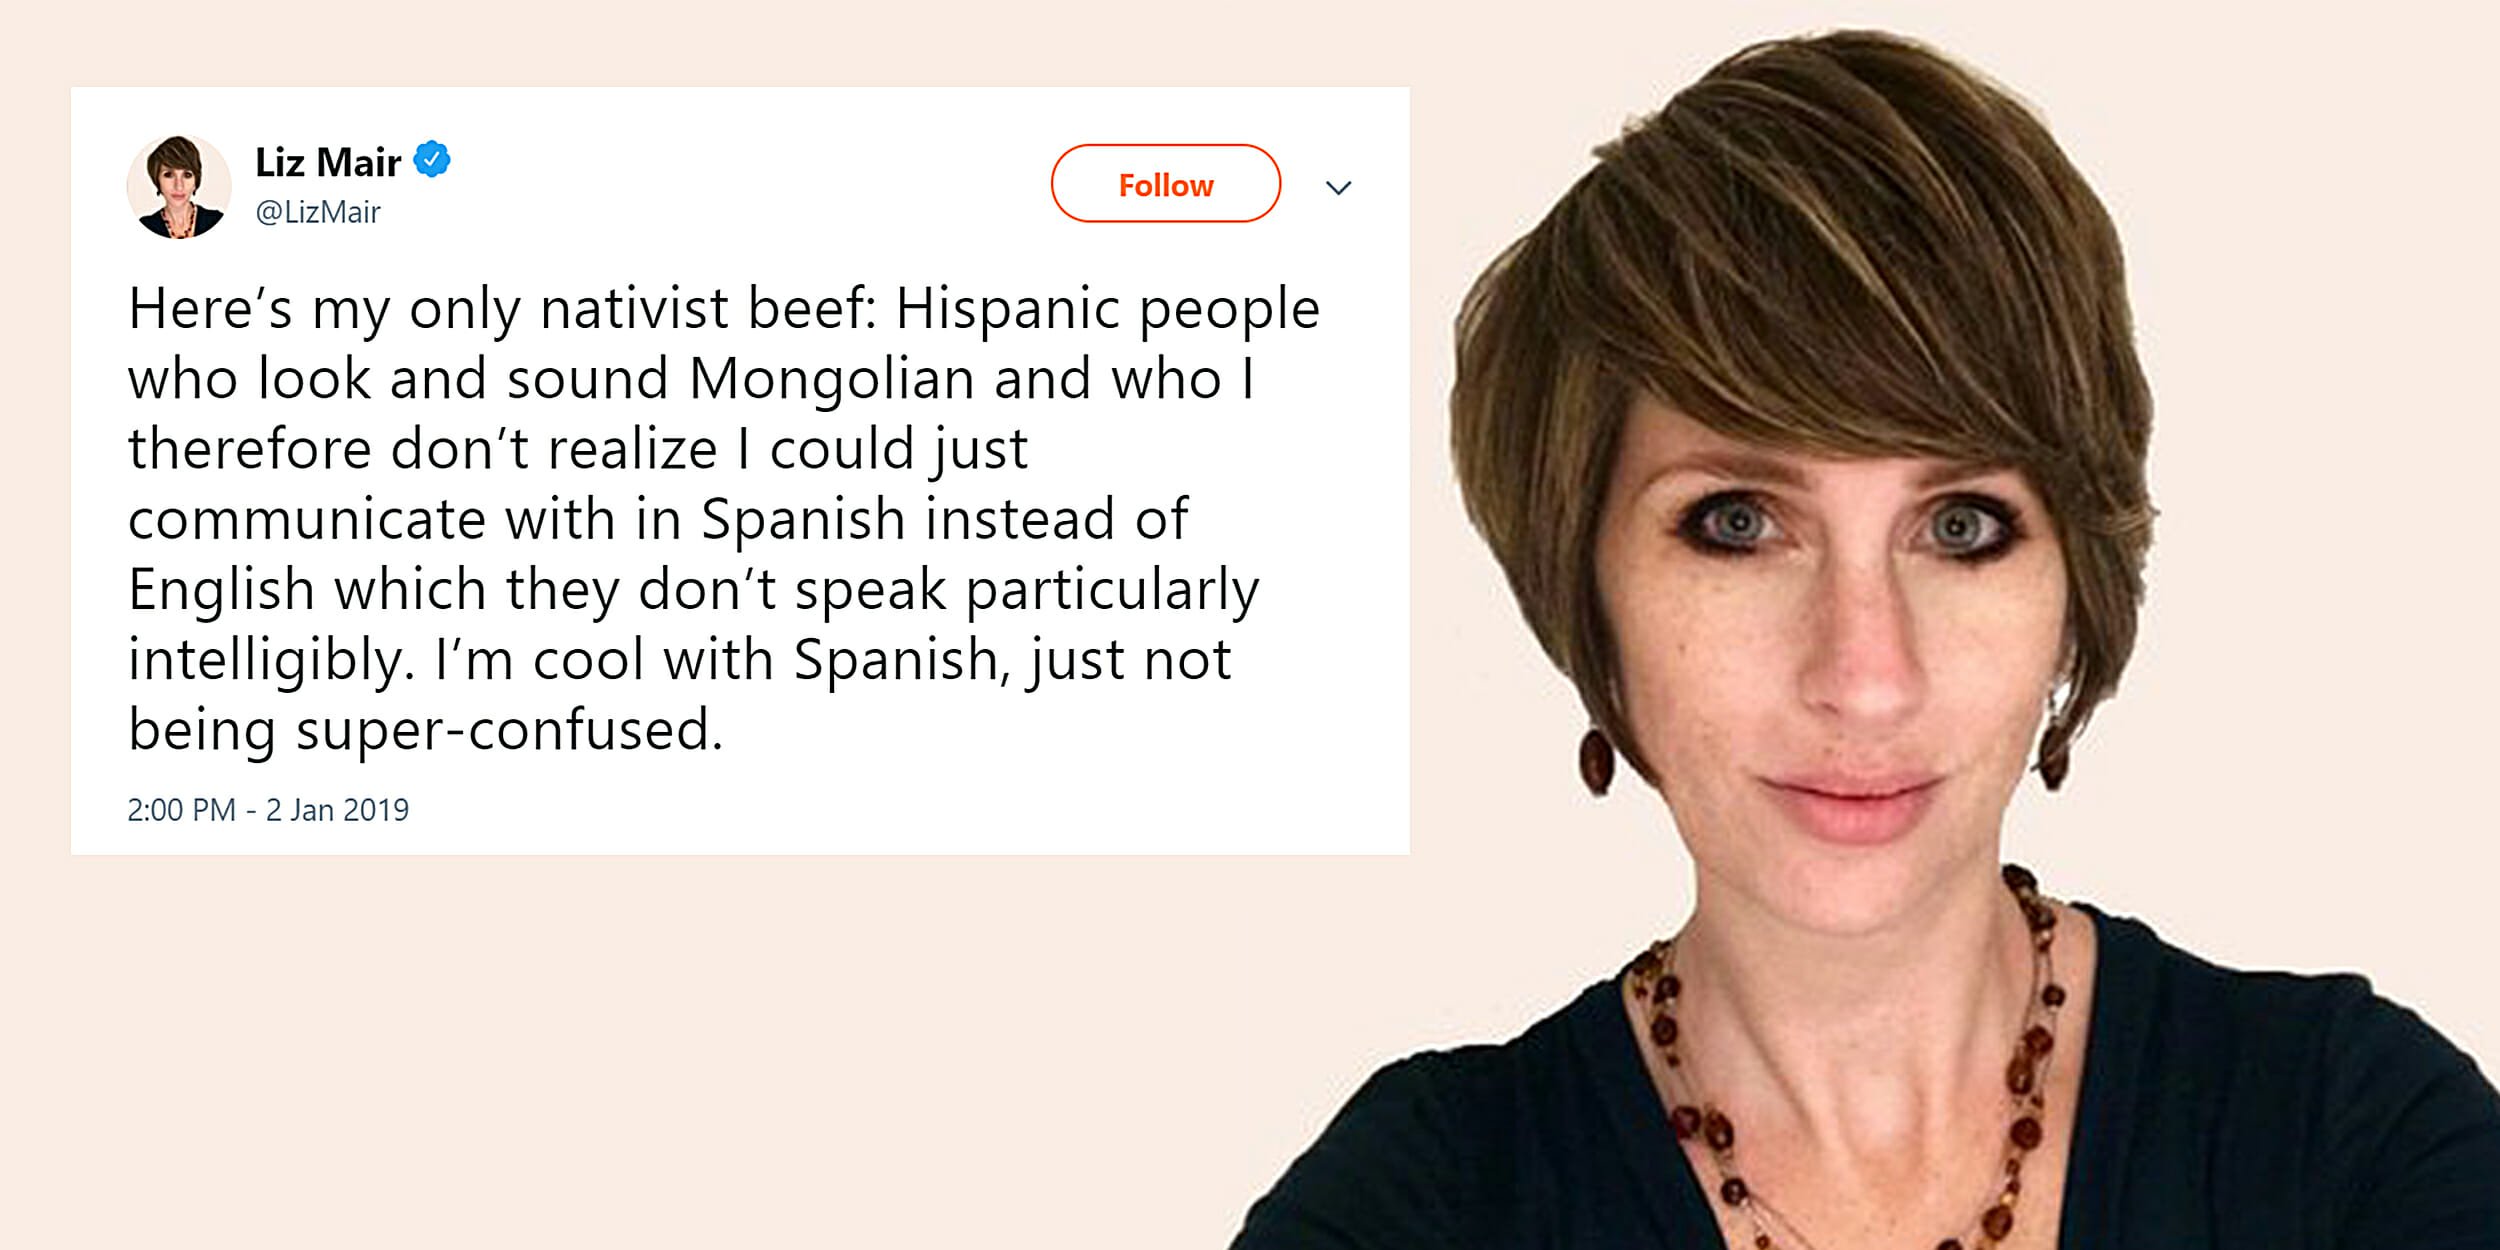 Liz Mair
@LizMair
Follow
Here’s my only nativist beef: Hispanic people
who look and sound Mongolian and who I
therefore don’t realize I could just
communicate with in Spanish instead of
English which they don’t speak particularly
intelligibly. I’m cool with Spanish, just not
being super-confused.
2:00 PM - 2 Jan 2019